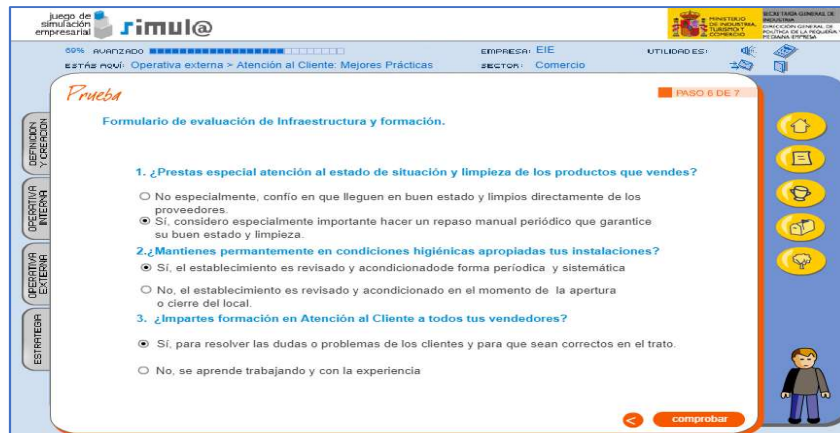 juego de
simulación
empresarial
simul@
MINISTERIO
DE INDUSTRIA,
TURISMO Y
COMERCIO
SECRETARÍA GENERAL DE
INDUSTRIA
DIRECCIÓN GENERAL DE
POLÍTICA DE LA PEQUEÑA Y
MEDIANA EMPRESA
69% AVANZADO
EMPRESA: EIE
UTILIDADES:
ESTÁS AQUÍ: Operativa externa > Atención al Cliente: Mejores Prácticas
SECTOR: Comercio
Prueba
PASO 6 DE 7
Formulario de evaluación de Infraestructura y formación.
DEFINICION
Y CREACION
OPERATIVA
INTERNA
OPERATIVA
EXTERNA
ESTRATEGIA
1. ¿Prestas especial atención al estado de situación y limpieza de los productos que vendes?
No especialmente, confío en que lleguen en buen estado y limpios directamente de los
proveedores.
Sí, considero especialmente importante hacer un repaso manual periódico que garantice
su buen estado y limpieza.
2.¿Mantienes permantemente en condiciones higiénicas apropiadas tus instalaciones?
Sí, el establecimiento es revisado y acondicionadode forma períodica y sistemática
No, el establecimiento es revisado y acondicionado en el momento de la apertura
o cierre del local.
3. ¿Impartes formación en Atención al Cliente a todos tus vendedores?
Sí, para resolver las dudas o problemas de los clientes y para que sean correctos en el trato.
No, se aprende trabajando y con la experiencia
<
comprobar